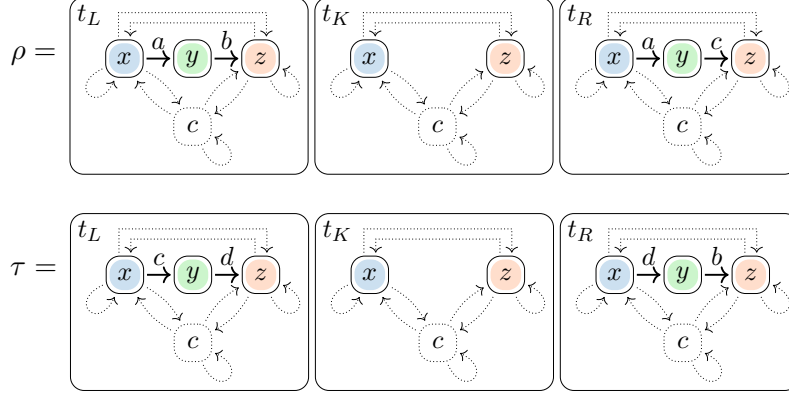 t_L t_K t_R
a b a c
ρ = x y z x z x y z
c c c
t_L t_K t_R
c d d b
τ = x y z x z x y z
c c c